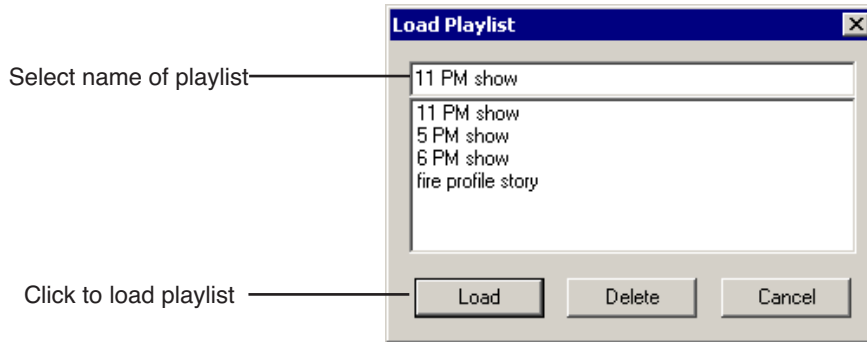 Load Playlist
Select name of playlist
11 PM show
11 PM show
5 PM show
6 PM show
fire profile story
Click to load playlist
Load
Delete
Cancel